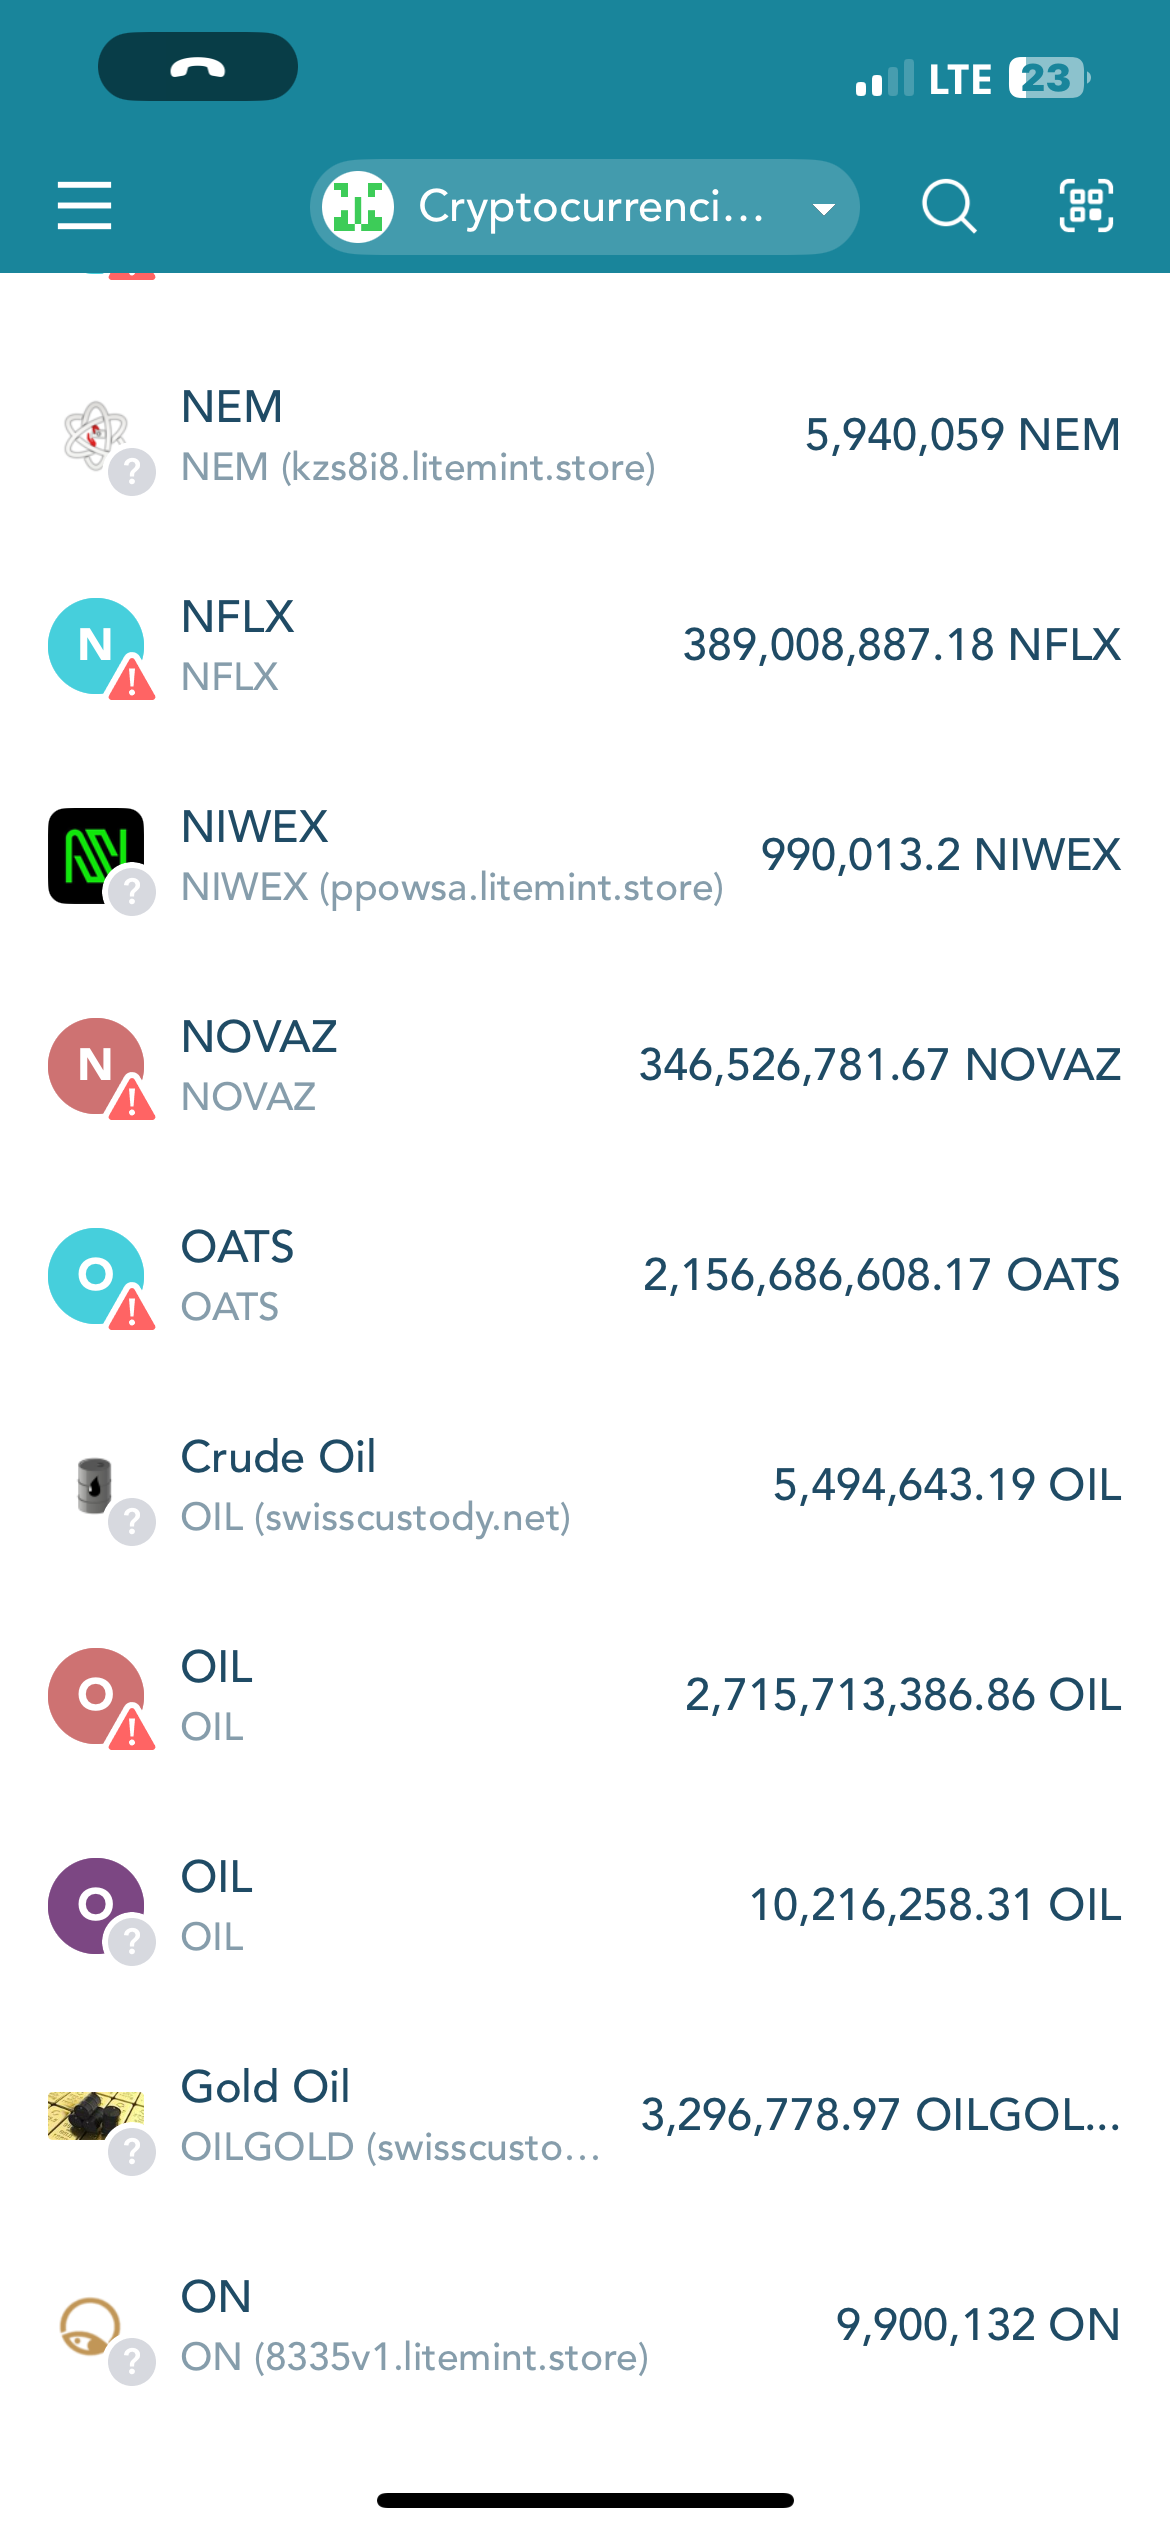 LTE 23
Cryptocurrenci...
NEM
5,940,059 NEM
NEM (kzs8i8.litemint.store)
N
NFLX
389,008,887.18 NFLX
NFLX
NIWEX
990,013.2 NIWEX
NIWEX (ppowsa.litemint.store)
N
NOVAZ
346,526,781.67 NOVAZ
NOVAZ
O
OATS
2,156,686,608.17 OATS
OATS
Crude Oil
5,494,643.19 OIL
OIL (swisscustody.net)
O
OIL
2,715,713,386.86 OIL
OIL
O
OIL
10,216,258.31 OIL
OIL
Gold Oil
3,296,778.97 OILGOL...
OILGOLD (swisscusto...
ON
9,900,132 ON
ON (8335v1.litemint.store)